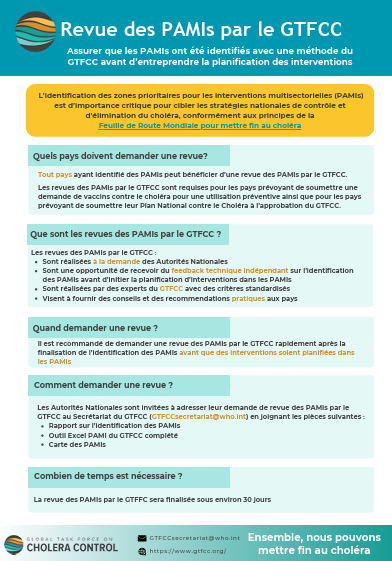 Revue des PAMIs par le GTFCC
Assurer que les PAMIs ont été identifiés avec une méthode du
GTFCC avant d'entreprendre la planification des interventions
L'identification des zones prioritaires pour les interventions multisectorielles (PAMIs)
est d'importance critique pour cibler les stratégies nationales de contrôle et
d'élimination du choléra, conformément aux principes de la
Feuille de Route Mondiale pour mettre fin au choléra
Quels pays doivent demander une revue?
Tout pays ayant identifié des PAMIs peut bénéficier d'une revue des PAMIs par le GTFCC.
Les revues des PAMIs par le GTFCC sont requises pour les pays prévoyant de soumettre une
demande de vaccins contre le choléra pour une utilisation préventive ainsi que pour les pays
prévoyant de soumettre leur Plan National contre le Choléra à l'approbation du GTFCC.
Que sont les revues des PAMIs par le GTFCC ?
Les revues des PAMIs par le GTFCC :
• Sont réalisées à la demande des Autorités Nationales
• Sont une opportunité de recevoir du feedback technique indépendant sur l'identification
des PAMIs avant d'initier la planification d'interventions dans les PAMIs
• Sont réalisées par des experts du GTFCC avec des critères standardisés
• Visent à fournir des conseils et des recommendations pratiques aux pays
Quand demander une revue ?
Il est recommandé de demander une revue des PAMIs par le GTFCC rapidement après la
finalisation de l'identification des PAMIs avant que des interventions soient planifiées dans
les PAMIs
Comment demander une revue ?
Les Autorités Nationales sont invitées à adresser leur demande de revue des PAMIs par le
GTFCC au Secrétariat du GTFCC (GTFCCsecretariat@who.int) en joignant les pièces suivantes :
• Rapport sur l'identification des PAMIs
• Outil Excel PAMI du GTFCC complété
• Carte des PAMIs
Combien de temps est nécessaire ?
La revue des PAMIs par le GTFFC sera finalisée sous environ 30 jours
GLOBAL TASK FORCE ON
CHOLERA CONTROL
GTFCCsecretariat@who.int
https://www.gtfcc.org/
Ensemble, nous pouvons
mettre fin au choléra